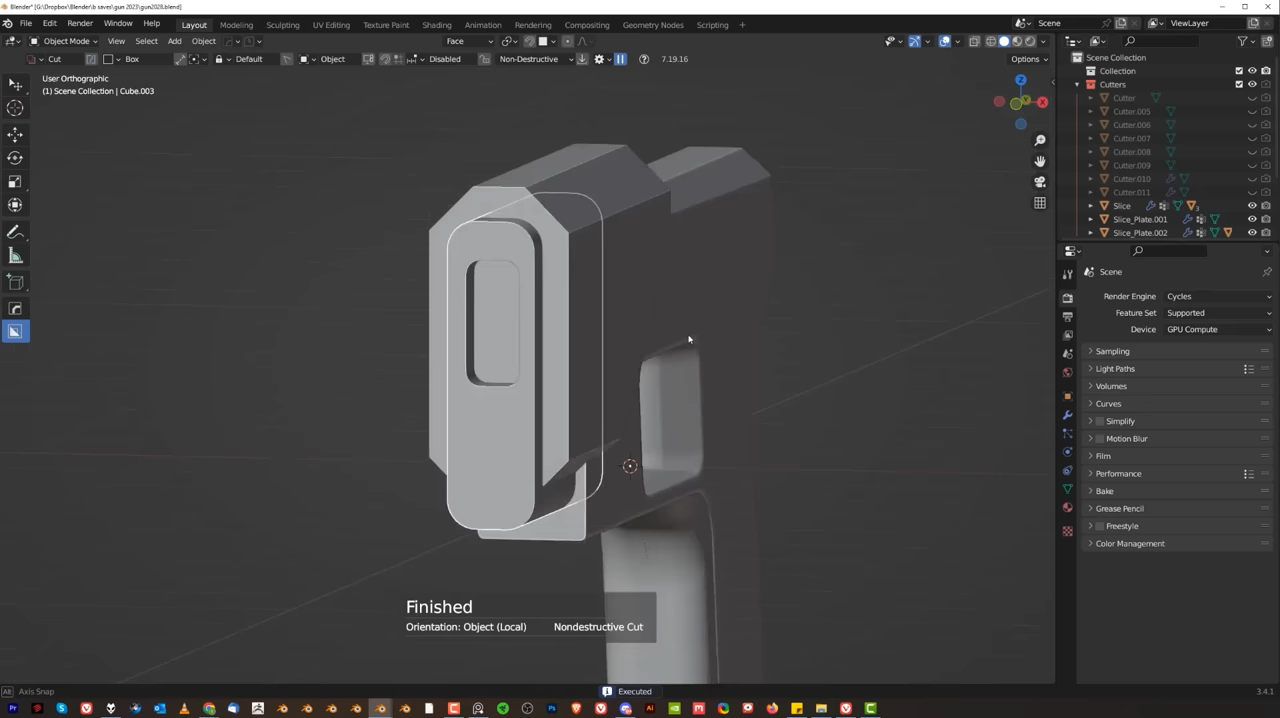 Blender* [G:\Dropbox\Blender\b saves\gun 2023\gun2028.blend]
File Edit Render Window Help Layout Modeling Sculpting UV Editing Texture Paint Shading Animation Rendering Compositing Geometry Nodes Scripting + Scene ViewLayer
Object Mode View Select Add Object Face
Cut Box Default Object Disabled Non-Destructive 7.19.16 Options
User Orthographic
(1) Scene Collection | Cube.003
Z
X
Y
Scene Collection
Collection
Cutters
Cutter
Cutter.005
Cutter.006
Cutter.007
Cutter.008
Cutter.009
Cutter.010
Cutter.011
Slice
Slice_Plate.001
Slice_Plate.002
Scene
Render Engine Cycles
Feature Set Supported
Device GPU Compute
Sampling
Light Paths
Volumes
Curves
Simplify
Motion Blur
Film
Performance
Bake
Grease Pencil
Freestyle
Color Management
Finished
Orientation: Object (Local) Nondestructive Cut
Alt Axis Snap Executed 3.4.1